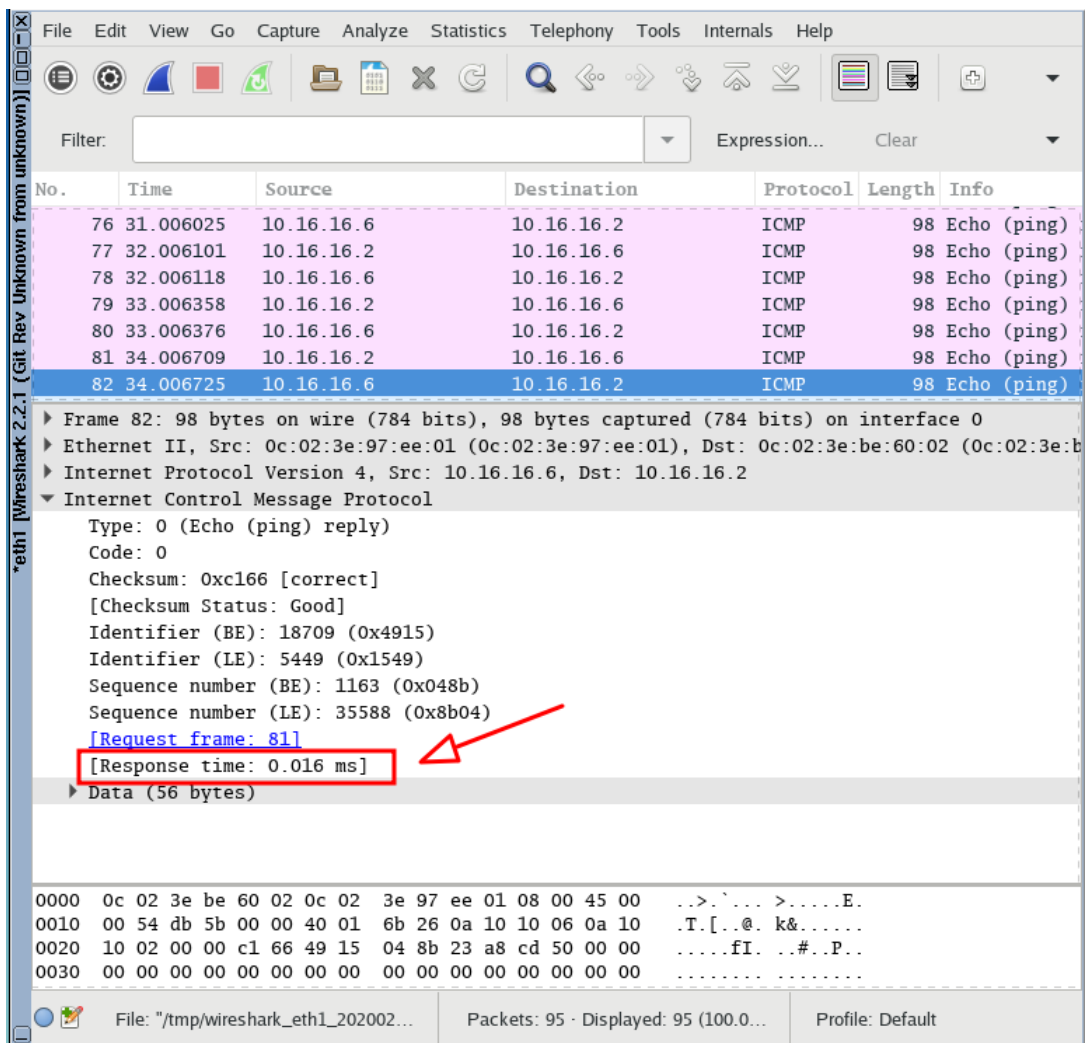 *eth1 [Wireshark 2.2.1 (Git Rev Unknown from unknown)]
File Edit View Go Capture Analyze Statistics Telephony Tools Internals Help
Filter: Expression... Clear
No. Time Source Destination Protocol Length Info
76 31.006025 10.16.16.6 10.16.16.2 ICMP 98 Echo (ping)
77 32.006101 10.16.16.2 10.16.16.6 ICMP 98 Echo (ping)
78 32.006118 10.16.16.6 10.16.16.2 ICMP 98 Echo (ping)
79 33.006358 10.16.16.2 10.16.16.6 ICMP 98 Echo (ping)
80 33.006376 10.16.16.6 10.16.16.2 ICMP 98 Echo (ping)
81 34.006709 10.16.16.2 10.16.16.6 ICMP 98 Echo (ping)
82 34.006725 10.16.16.6 10.16.16.2 ICMP 98 Echo (ping)
Frame 82: 98 bytes on wire (784 bits), 98 bytes captured (784 bits) on interface 0
Ethernet II, Src: 0c:02:3e:97:ee:01 (0c:02:3e:97:ee:01), Dst: 0c:02:3e:be:60:02 (0c:02:3e:b
Internet Protocol Version 4, Src: 10.16.16.6, Dst: 10.16.16.2
Internet Control Message Protocol
Type: 0 (Echo (ping) reply)
Code: 0
Checksum: 0xc166 [correct]
[Checksum Status: Good]
Identifier (BE): 18709 (0x4915)
Identifier (LE): 5449 (0x1549)
Sequence number (BE): 1163 (0x048b)
Sequence number (LE): 35588 (0x8b04)
[Request frame: 81]
[Response time: 0.016 ms]
Data (56 bytes)
0000 0c 02 3e be 60 02 0c 02 3e 97 ee 01 08 00 45 00 ..>.`... >.....E.
0010 00 54 db 5b 00 00 40 01 6b 26 0a 10 10 06 0a 10 .T.[..@. k&......
0020 10 02 00 00 c1 66 49 15 04 8b 23 a8 cd 50 00 00 .....fI. ..#..P..
0030 00 00 00 00 00 00 00 00 00 00 00 00 00 00 00 00 ........ ........
File: "/tmp/wireshark_eth1_202002... Packets: 95 · Displayed: 95 (100.0... Profile: Default